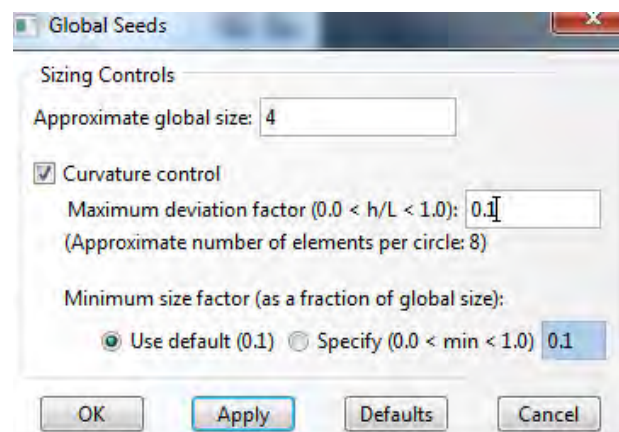 Global Seeds
Sizing Controls
Approximate global size: 4
Curvature control
Maximum deviation factor (0.0 < h/L < 1.0): 0.1
(Approximate number of elements per circle: 8)
Minimum size factor (as a fraction of global size):
Use default (0.1) Specify (0.0 < min < 1.0) 0.1
OK Apply Defaults Cancel